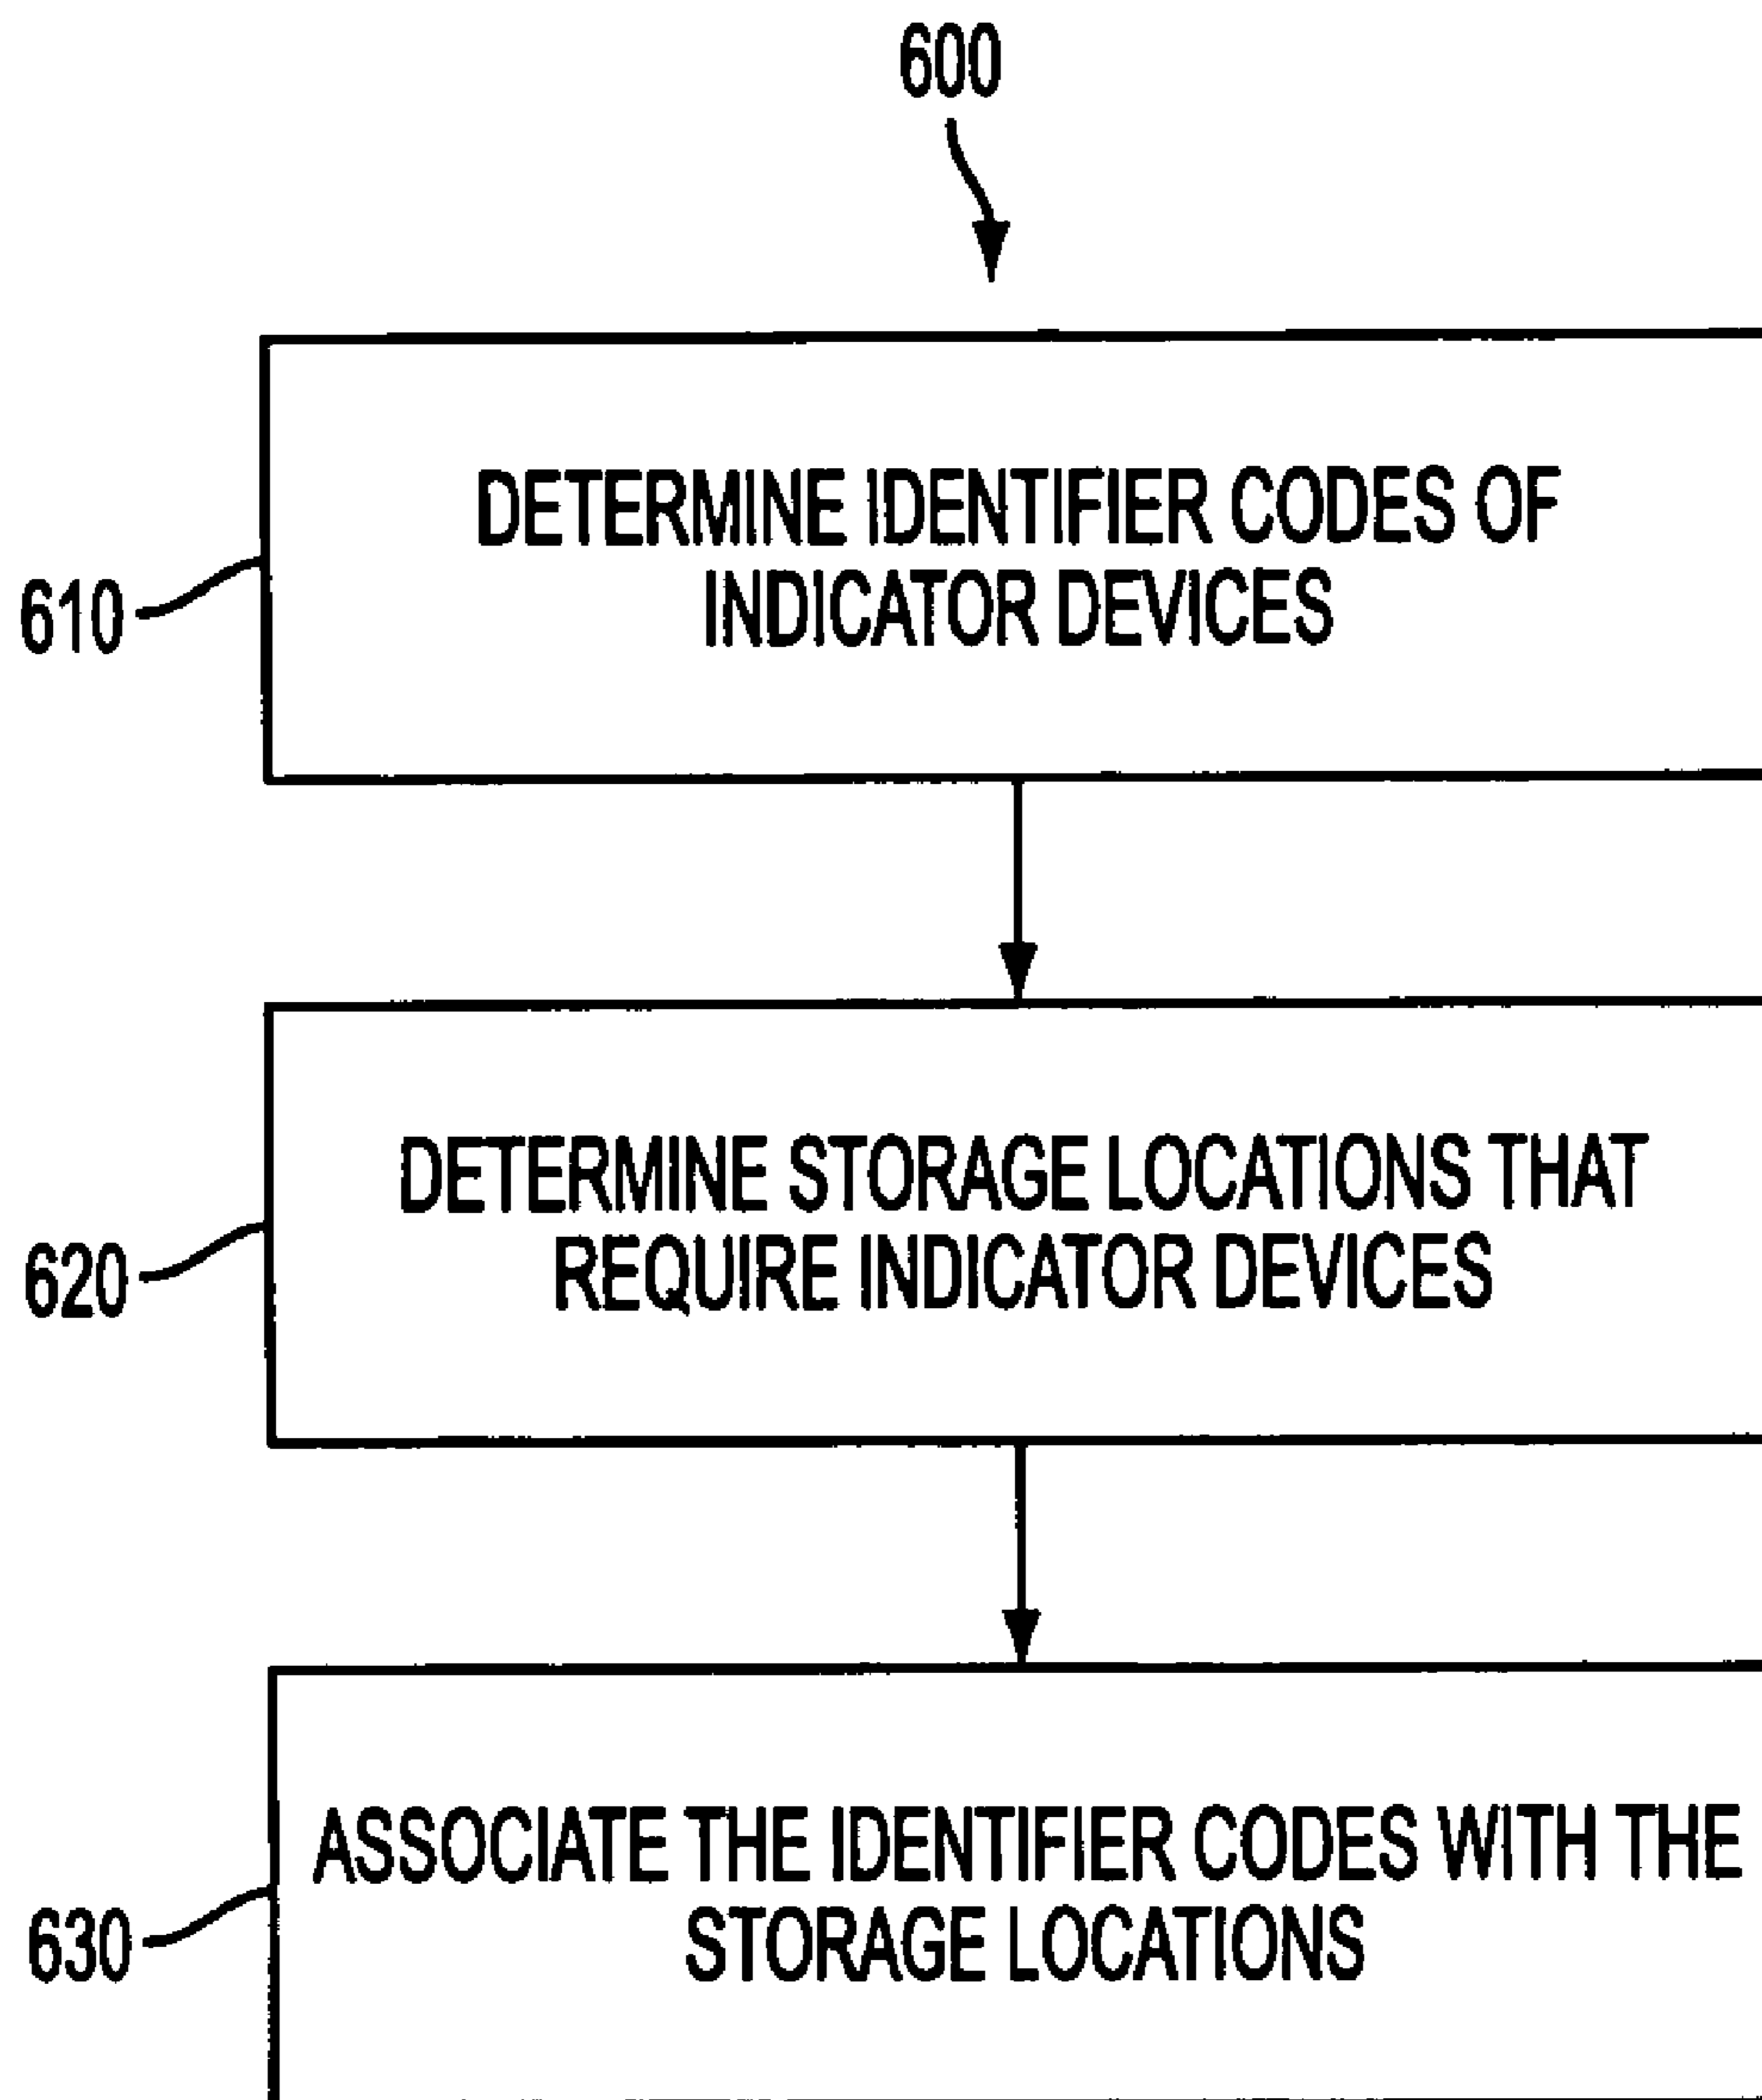 600
DETERMINE IDENTIFIER CODES OF
INDICATOR DEVICES
610
DETERMINE STORAGE LOCATIONS THAT
REQUIRE INDICATOR DEVICES
620
ASSOCIATE THE IDENTIFIER CODES WITH THE
STORAGE LOCATIONS
630